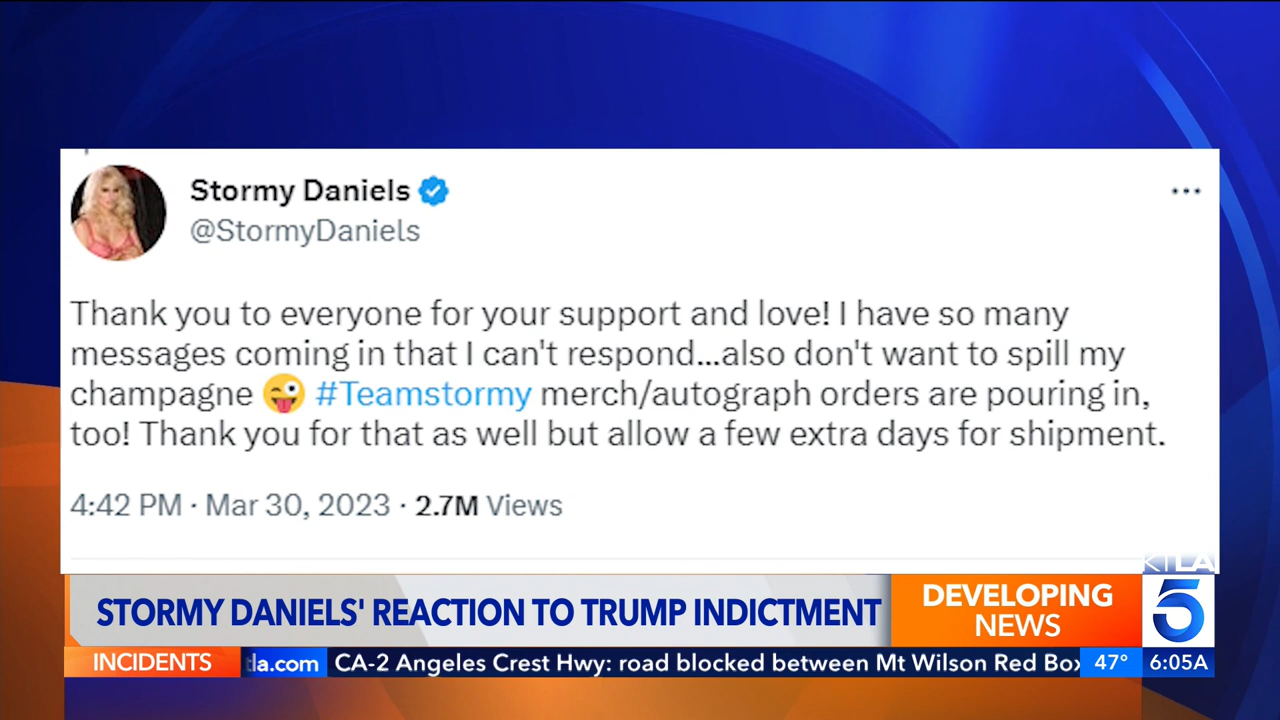 Stormy Daniels
@StormyDaniels
Thank you to everyone for your support and love! I have so many
messages coming in that I can't respond...also don't want to spill my
champagne 😜 #Teamstormy merch/autograph orders are pouring in,
too! Thank you for that as well but allow a few extra days for shipment.
4:42 PM · Mar 30, 2023 · 2.7M Views
STORMY DANIELS' REACTION TO TRUMP INDICTMENT
DEVELOPING
NEWS
KTLA
5
INCIDENTS
la.com
CA-2 Angeles Crest Hwy: road blocked between Mt Wilson Red Box
47°
6:05A